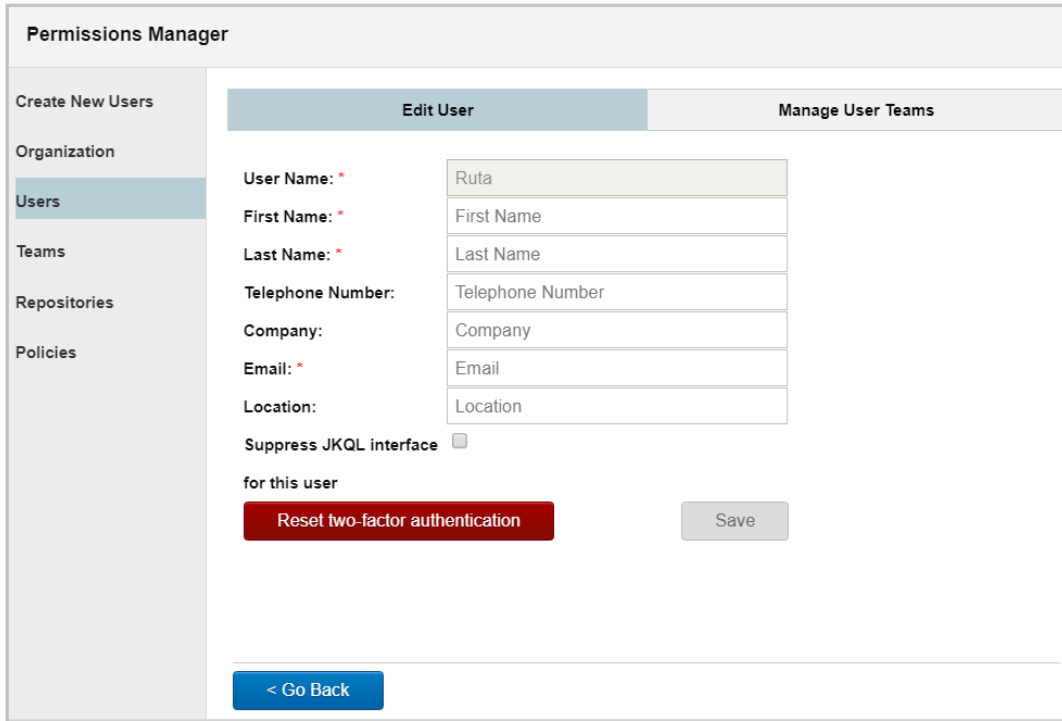 Permissions Manager
Create New Users
Organization
Users
Teams
Repositories
Policies
Edit User
Manage User Teams
User Name: * Ruta
First Name: * First Name
Last Name: * Last Name
Telephone Number: Telephone Number
Company: Company
Email: * Email
Location: Location
Suppress JKQL interface
for this user
Reset two-factor authentication
Save
< Go Back